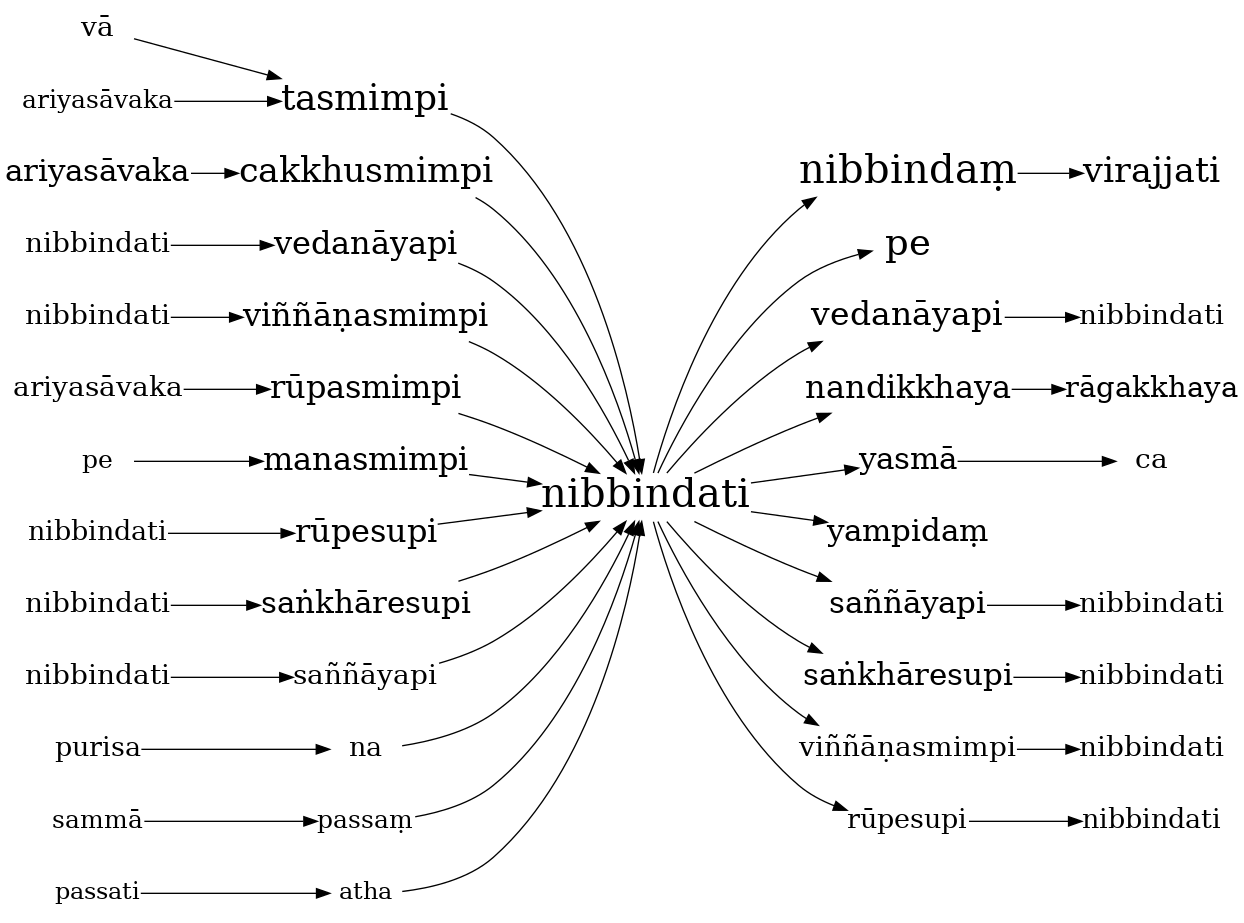 vā
ariyasāvaka tasmimpi
ariyasāvaka cakkhusmimpi nibbindaṃ virajjati
nibbindati vedanāyapi pe
nibbindati viññāṇasmimpi vedanāyapi nibbindati
ariyasāvaka rūpasmimpi nandikkhaya rāgakkhaya
pe manasmimpi yasmā ca
nibbindati
nibbindati rūpesupi yampidaṃ
nibbindati saṅkhāresupi saññāyapi nibbindati
nibbindati saññāyapi saṅkhāresupi nibbindati
purisa na viññāṇasmimpi nibbindati
sammā passaṃ rūpesupi nibbindati
passati atha